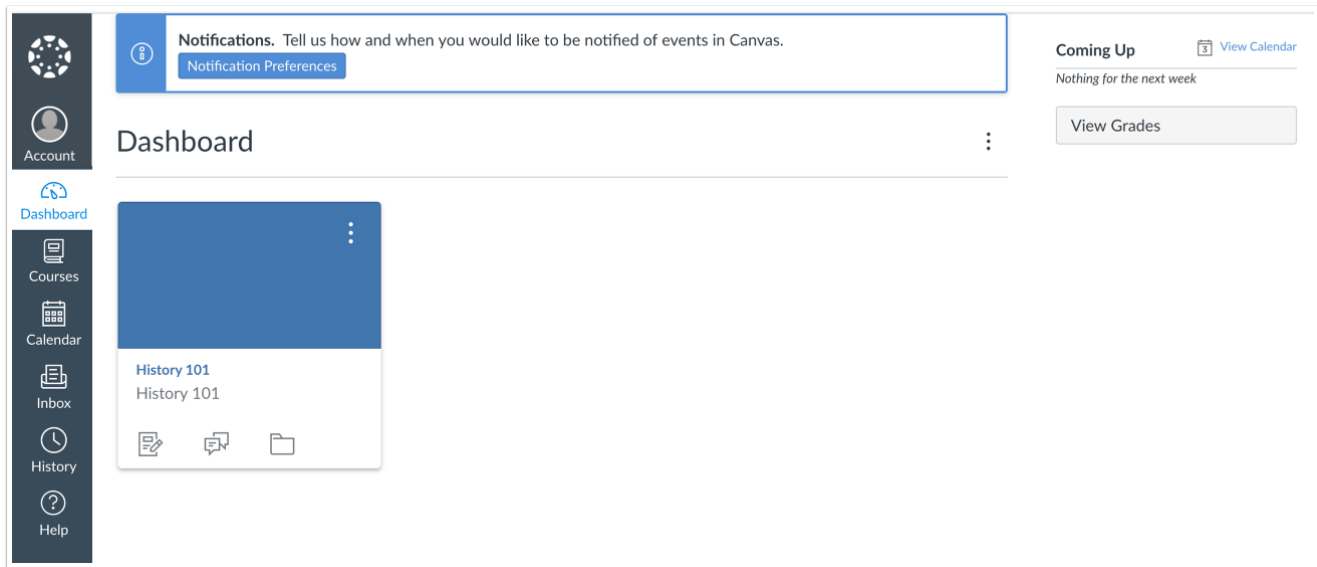 Notifications. Tell us how and when you would like to be notified of events in Canvas.
Notification Preferences
Coming Up
3
View Calendar
Nothing for the next week
View Grades
Account
Dashboard
Courses
Calendar
Inbox
History
Help
Dashboard
History 101
History 101